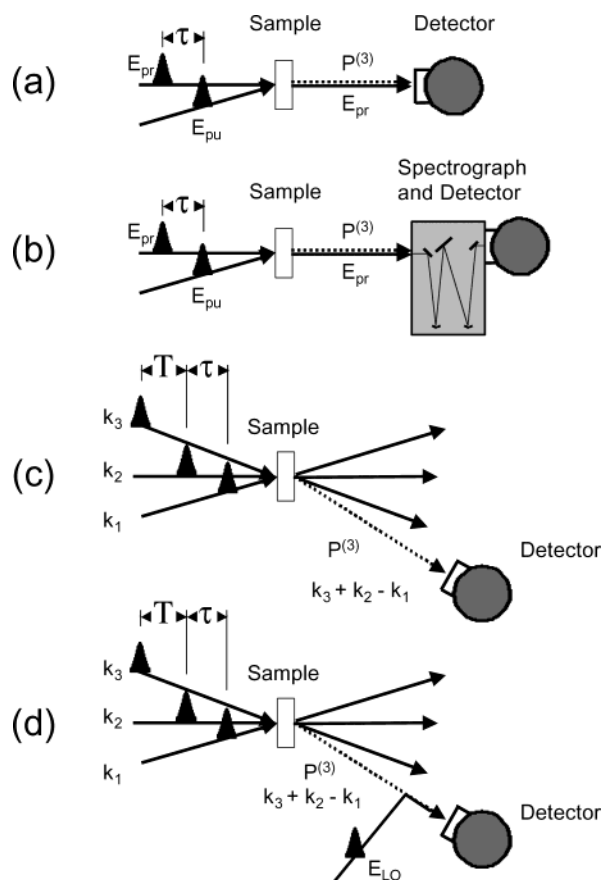 (a)
τ
Sample
Detector
E_pr
P^(3)
E_pr
E_pu
(b)
τ
Sample
Spectrograph
and Detector
E_pr
P^(3)
E_pr
E_pu
(c)
T τ
k_3
Sample
k_2
k_1
P^(3)
Detector
k_3 + k_2 - k_1
(d)
T τ
k_3
Sample
k_2
k_1
P^(3)
k_3 + k_2 - k_1
Detector
E_LO